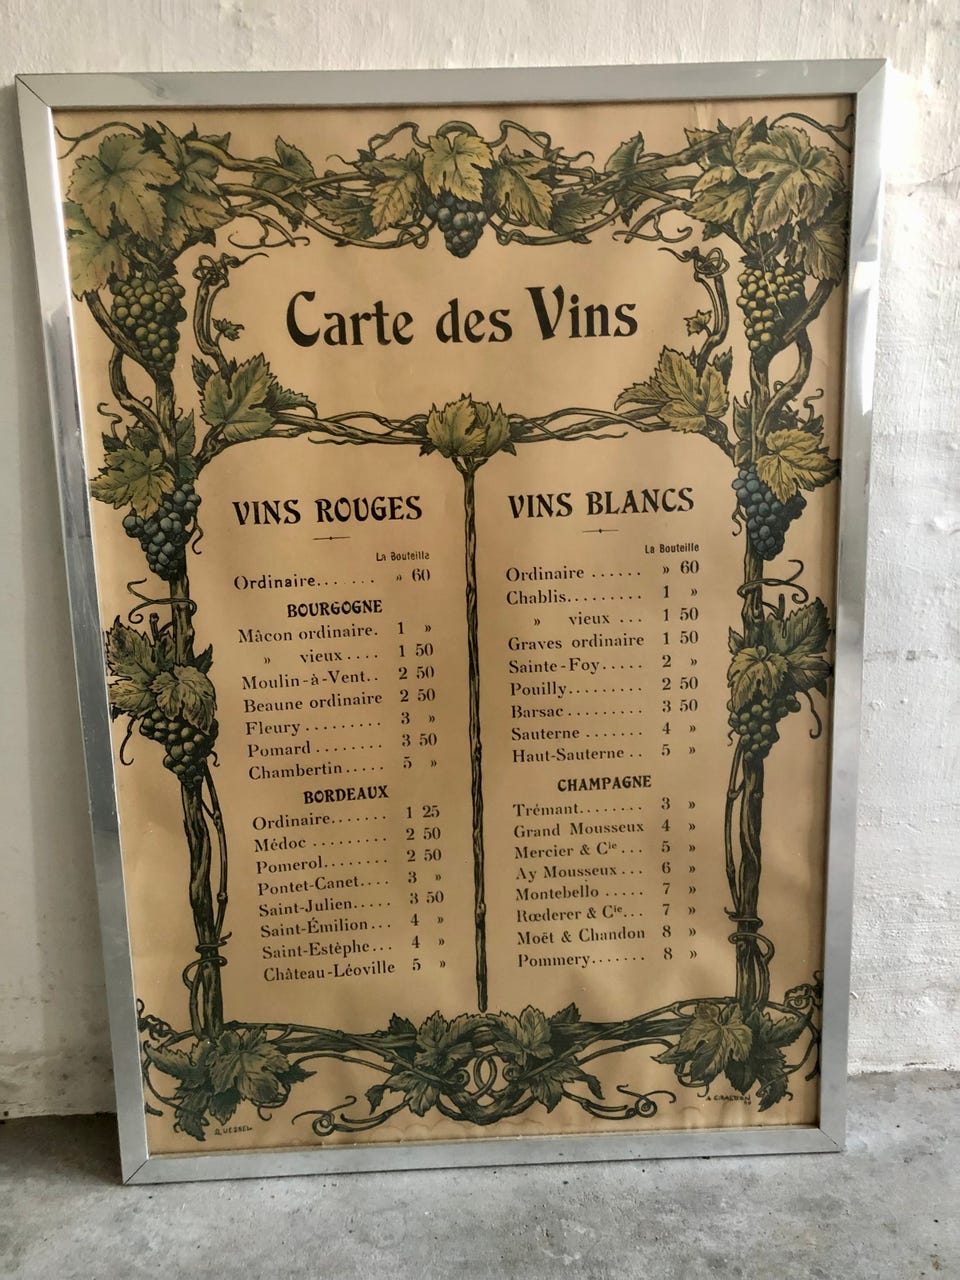 Carte des Vins
VINS ROUGES
La Bouteille
Ordinaire....... » 60
BOURGOGNE
Mâcon ordinaire. 1 »
» vieux.... 1 50
Moulin-à-Vent.. 2 50
Beaune ordinaire 2 50
Fleury......... 3 »
Pomard ........ 3 50
Chambertin..... 5 »
BORDEAUX
Ordinaire....... 1 25
Médoc ......... 2 50
Pomerol........ 2 50
Pontet-Canet.... 3 »
Saint-Julien..... 3 50
Saint-Émilion... 4 »
Saint-Estèphe... 4 »
Château-Léoville 5 »
VINS BLANCS
La Bouteille
Ordinaire ...... » 60
Chablis......... 1 »
» vieux ... 1 50
Graves ordinaire 1 50
Sainte-Foy..... 2 »
Pouilly......... 2 50
Barsac ......... 3 50
Sauterne ....... 4 »
Haut-Sauterne .. 5 »
CHAMPAGNE
Trémant........ 3 »
Grand Mousseux 4 »
Mercier & Cie... 5 »
Ay Mousseux... 6 »
Montebello ..... 7 »
Rœderer & Cie... 7 »
Moët & Chandon 8 »
Pommery....... 8 »